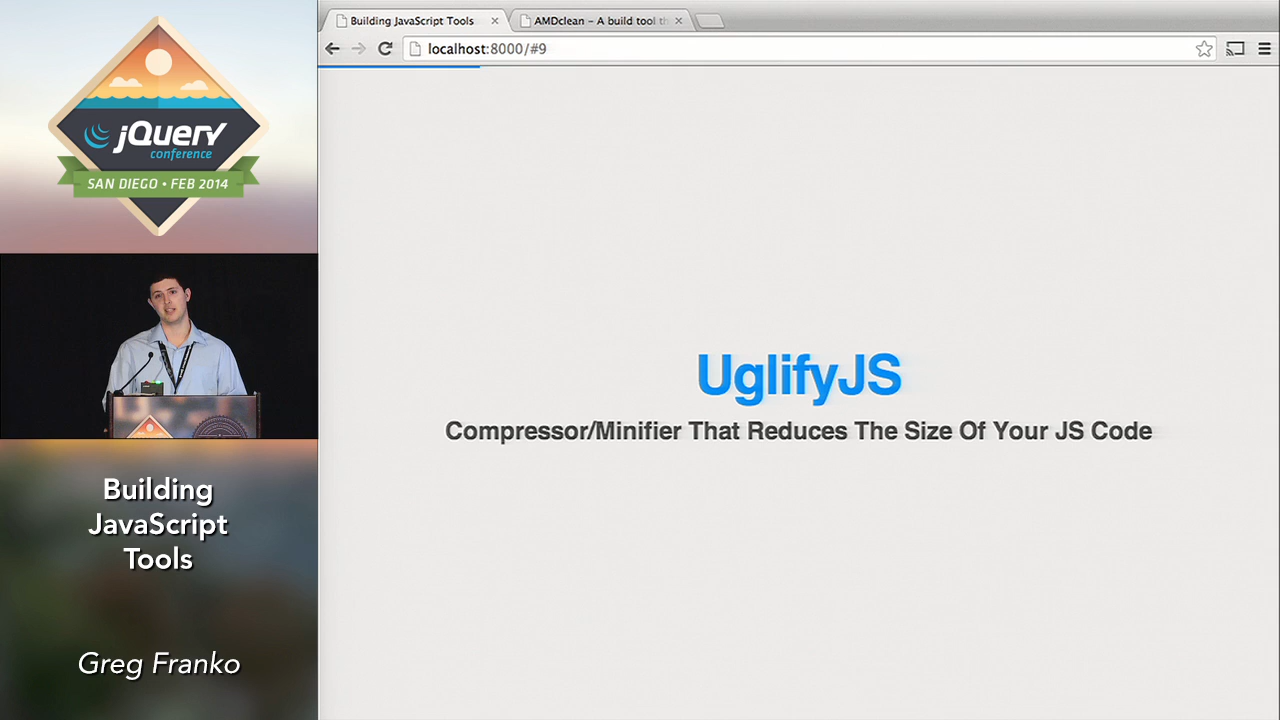 jQuery
conference
SAN DIEGO • FEB 2014
Building
JavaScript
Tools
Greg Franko
Building JavaScript Tools
AMDclean – A build tool th
localhost:8000/#9
UglifyJS
Compressor/Minifier That Reduces The Size Of Your JS Code